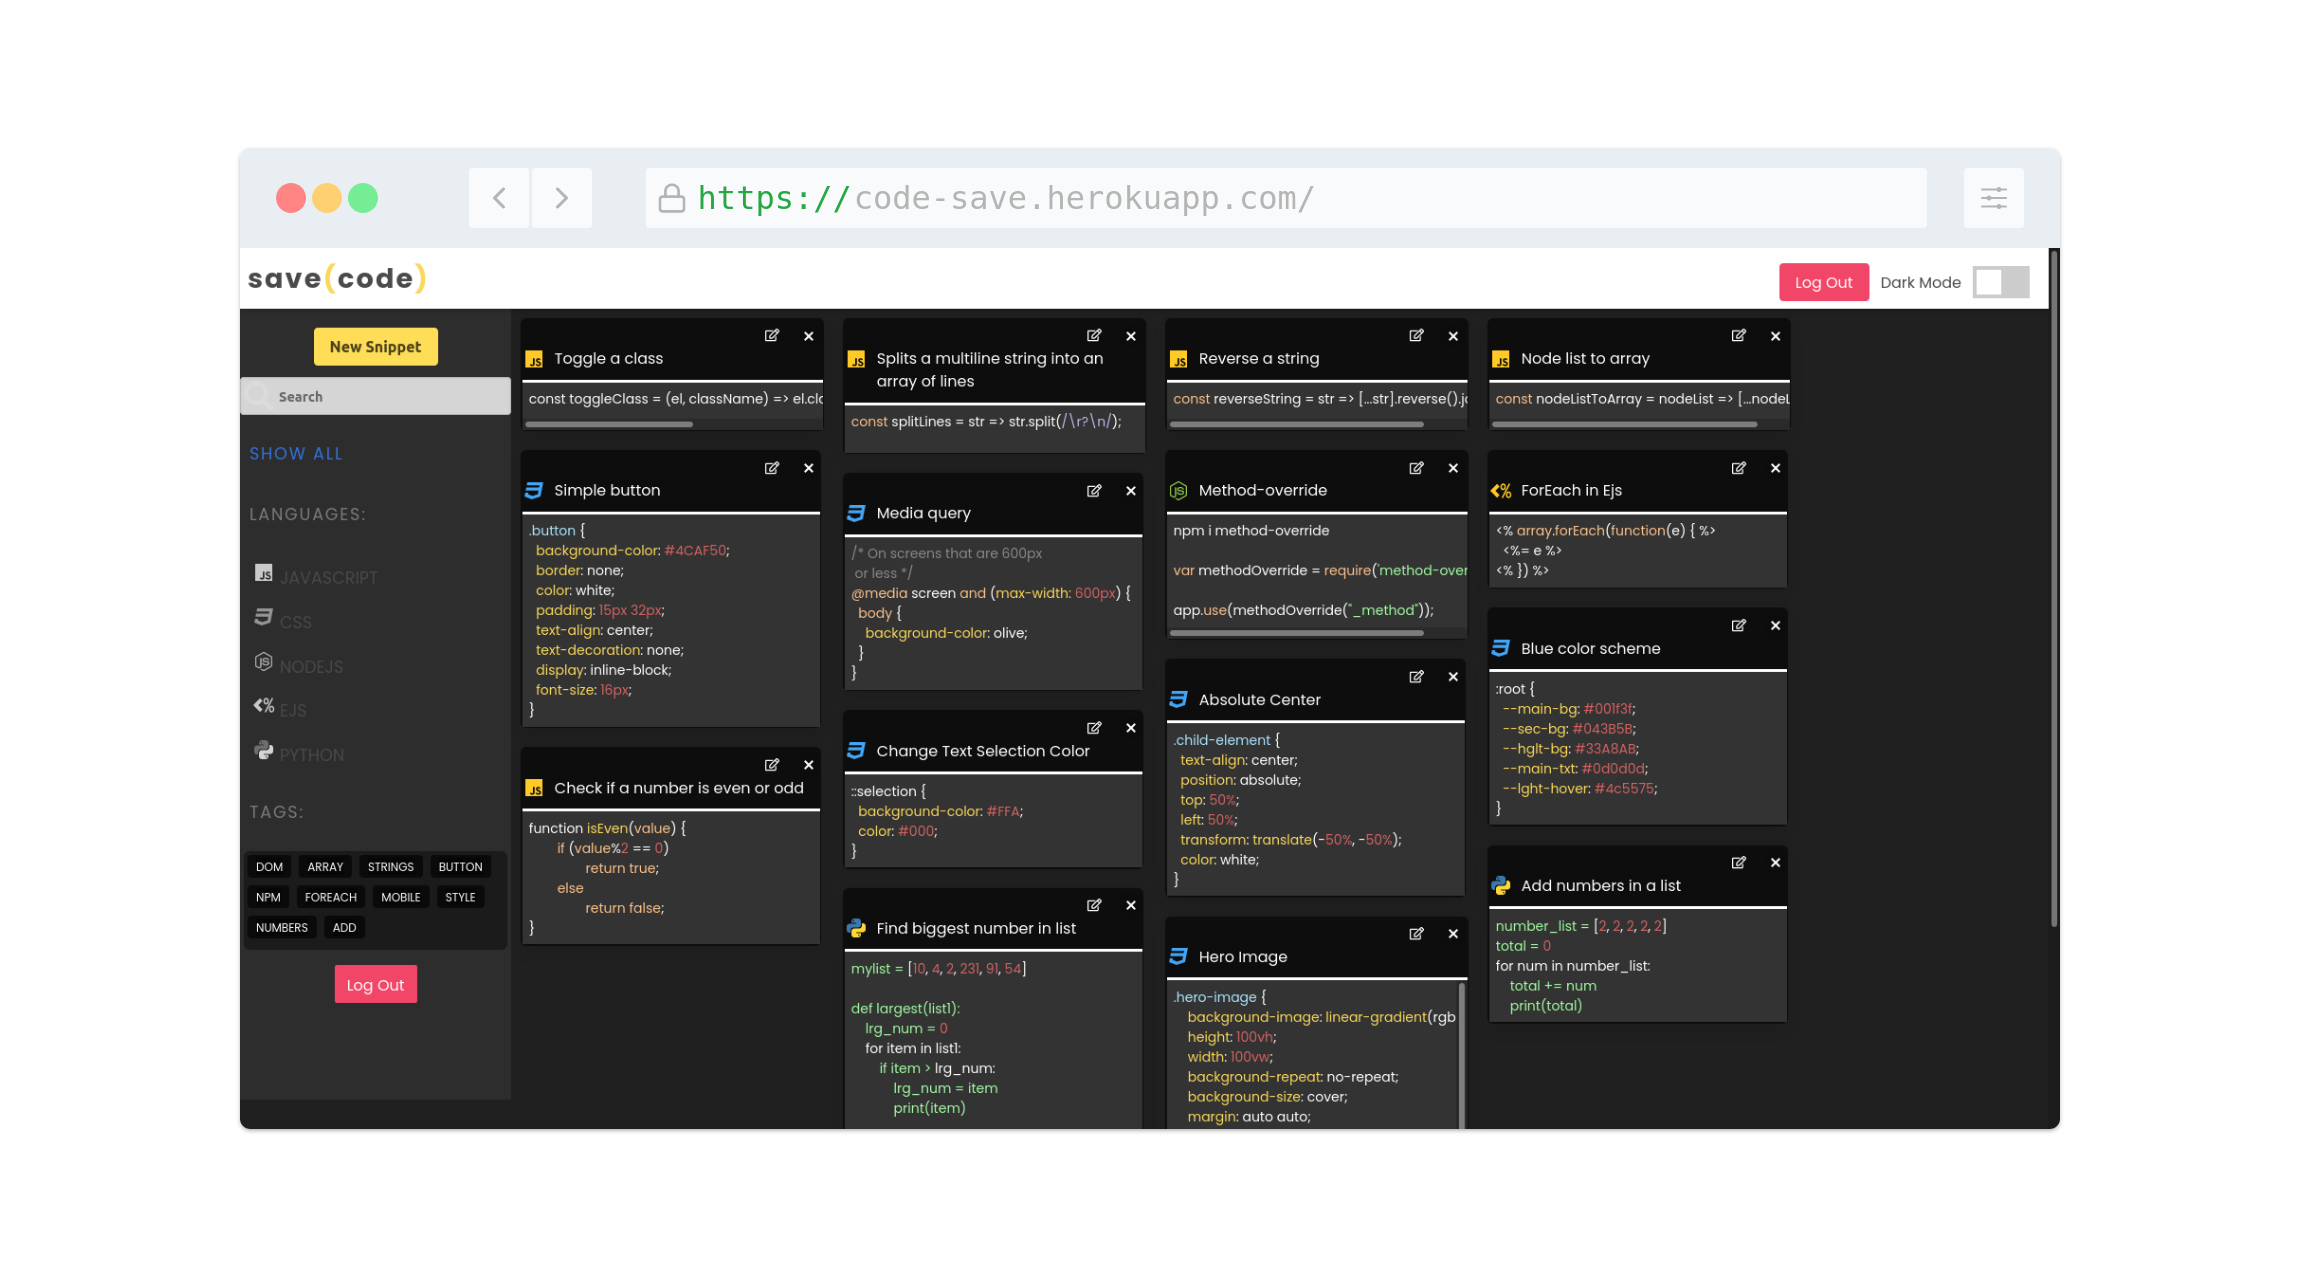 https://code-save.herokuapp.com/
save(code)
Log Out
Dark Mode
New Snippet
Search
SHOW ALL
LANGUAGES:
JS JAVASCRIPT
CSS
NODEJS
<% EJS
PYTHON
TAGS:
DOM ARRAY STRINGS BUTTON
NPM FOREACH MOBILE STYLE
NUMBERS ADD
Log Out
JS Toggle a class
const toggleClass = (el, className) => el.cl
Simple button
.button {
background-color: #4CAF50;
border: none;
color: white;
padding: 15px 32px;
text-align: center;
text-decoration: none;
display: inline-block;
font-size: 16px;
}
JS Check if a number is even or odd
function isEven(value) {
if (value%2 == 0)
return true;
else
return false;
}
JS Splits a multiline string into an
array of lines
const splitLines = str => str.split(/\r?\n/);
Media query
/* On screens that are 600px
or less */
@media screen and (max-width: 600px) {
body {
background-color: olive;
}
}
Change Text Selection Color
::selection {
background-color: #FFA;
color: #000;
}
Find biggest number in list
mylist = [10, 4, 2, 231, 91, 54]
def largest(list1):
lrg_num = 0
for item in list1:
if item > lrg_num:
lrg_num = item
print(item)
JS Reverse a string
const reverseString = str => [...str].reverse().jo
Method-override
npm i method-override
var methodOverride = require('method-over
app.use(methodOverride("_method"));
Absolute Center
.child-element {
text-align: center;
position: absolute;
top: 50%;
left: 50%;
transform: translate(-50%, -50%);
color: white;
}
Hero Image
.hero-image {
background-image: linear-gradient(rgb
height: 100vh;
width: 100vw;
background-repeat: no-repeat;
background-size: cover;
margin: auto auto;
JS Node list to array
const nodeListToArray = nodeList => [...nodeL
<% ForEach in Ejs
<% array.forEach(function(e) { %>
<%= e %>
<% }) %>
Blue color scheme
:root {
--main-bg: #001f3f;
--sec-bg: #043B5B;
--hglt-bg: #33A8AB;
--main-txt: #0d0d0d;
--lght-hover: #4c5575;
}
Add numbers in a list
number_list = [2, 2, 2, 2, 2]
total = 0
for num in number_list:
total += num
print(total)